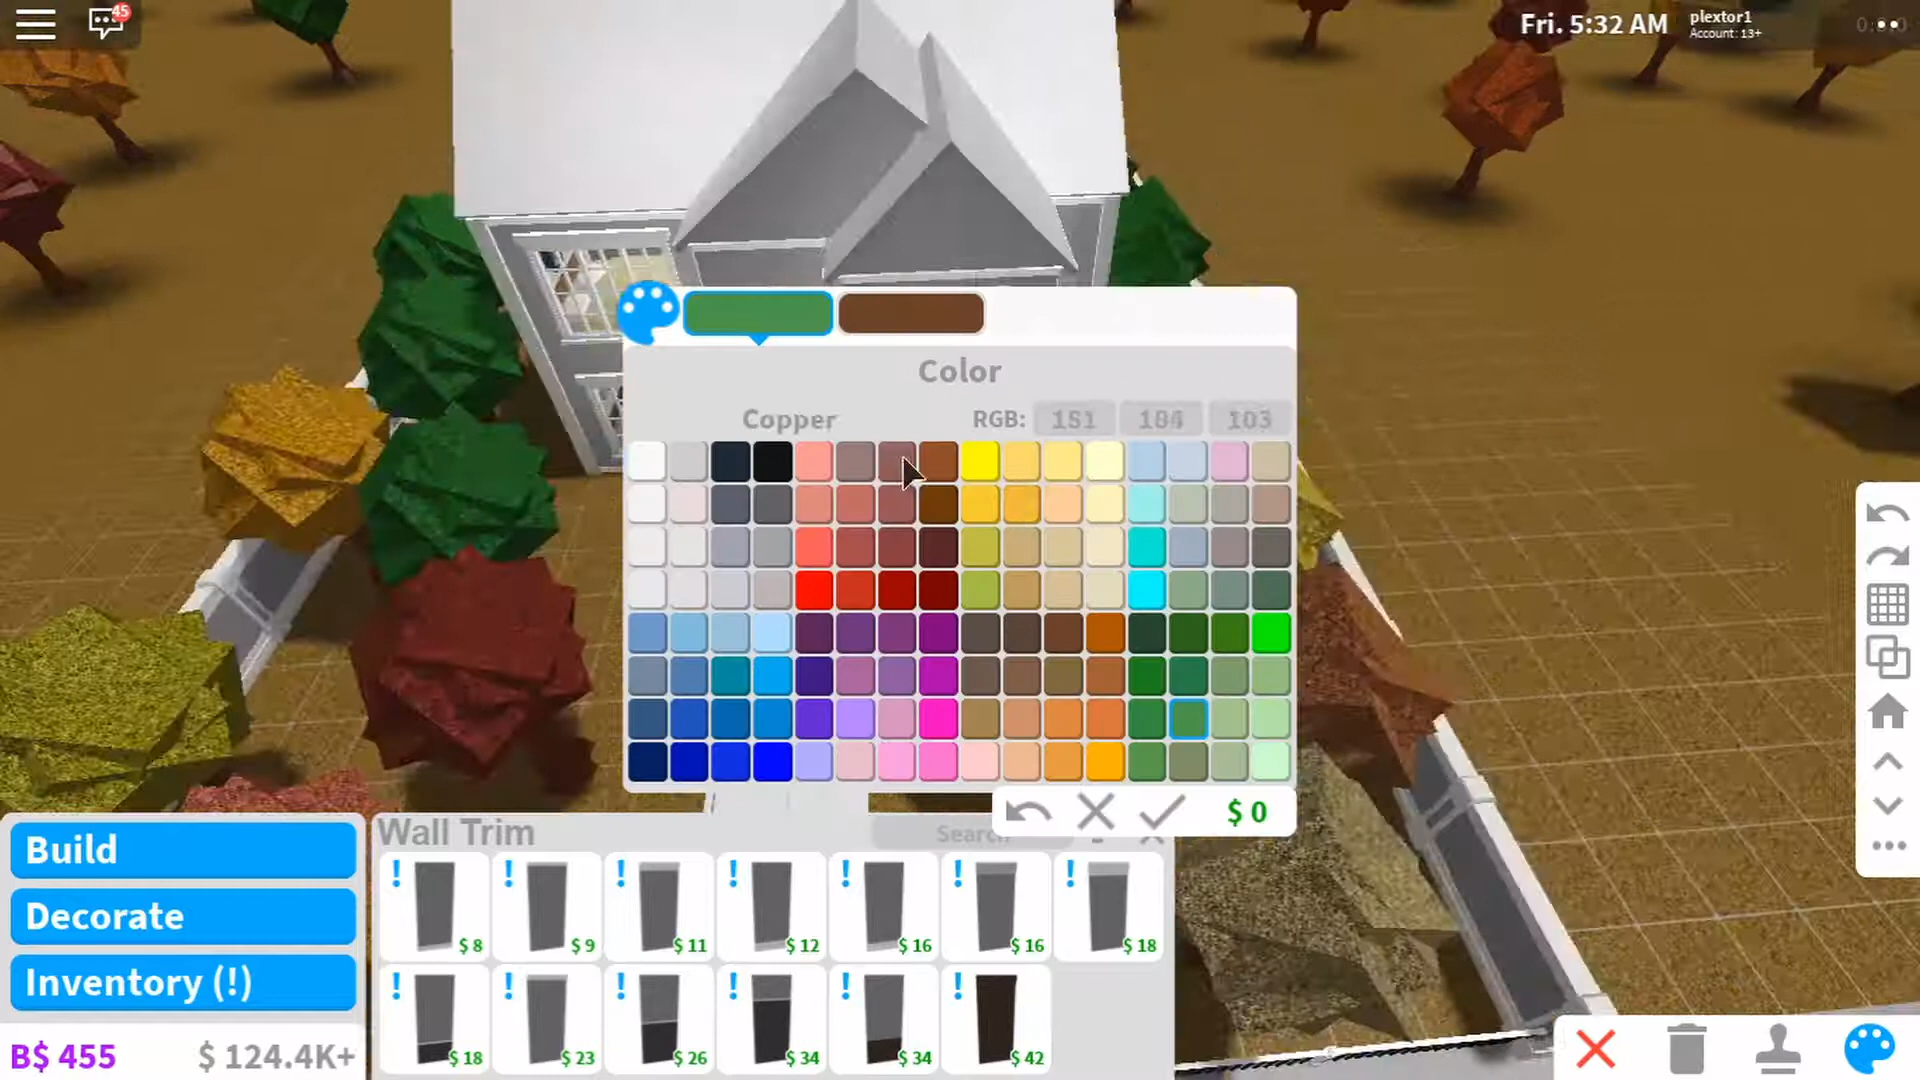 45
Fri. 5:32 AM
plextor1
Account: 13+
Color
Copper
RGB: 151 184 103
$ 0
Build
Decorate
Inventory (!)
B$ 455
$ 124.4K+
Wall Trim
Search
! $ 8
! $ 9
! $ 11
! $ 12
! $ 16
! $ 16
! $ 18
! $ 18
! $ 23
! $ 26
! $ 34
! $ 34
! $ 42